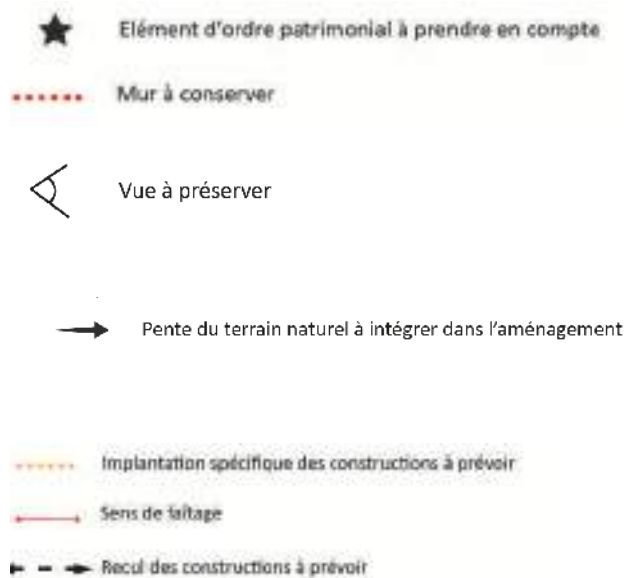 Elément d'ordre patrimonial à prendre en compte
Mur à conserver
Vue à préserver
Pente du terrain naturel à intégrer dans l'aménagement
Implantation spécifique des constructions à prévoir
Sens de faîtage
Recul des constructions à prévoir